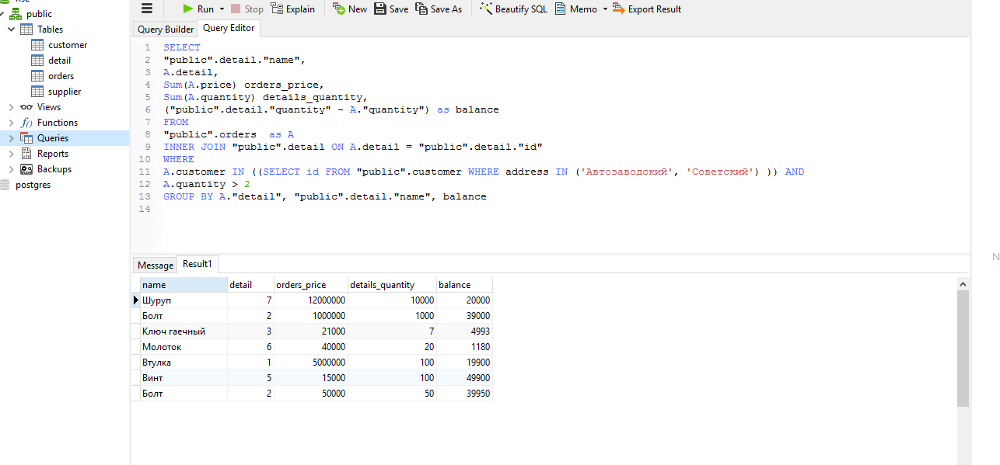 public
Tables
customer
detail
orders
supplier
Views
Functions
Queries
Reports
Backups
postgres
Run Stop Explain New Save Save As Beautify SQL Memo Export Result
Query Builder Query Editor
1 SELECT
2 "public".detail."name",
3 A.detail,
4 Sum(A.price) orders_price,
5 Sum(A.quantity) details_quantity,
6 ("public".detail."quantity" - A."quantity") as balance
7 FROM
8 "public".orders  as A
9 INNER JOIN "public".detail ON A.detail = "public".detail."id"
10 WHERE
11 A.customer IN ((SELECT id FROM "public".customer WHERE address IN ('Автозаводский', 'Советский') )) AND
12 A.quantity > 2
13 GROUP BY A."detail", "public".detail."name", balance
14
N
Message Result1
name detail orders_price details_quantity balance
Шуруп 7 12000000 10000 20000
Болт 2 1000000 1000 39000
Ключ гаечный 3 21000 7 4993
Молоток 6 40000 20 1180
Втулка 1 5000000 100 19900
Винт 5 15000 100 49900
Болт 2 50000 50 39950